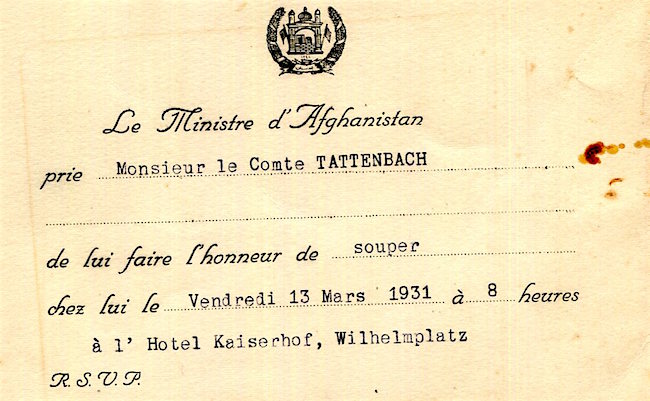 Le Ministre d'Afghanistan
prie Monsieur le Comte TATTENBACH
de lui faire l'honneur de souper
chez lui le Vendredi 13 Mars 1931 à 8 heures
à l' Hotel Kaiserhof, Wilhelmplatz
R. S. V. P.